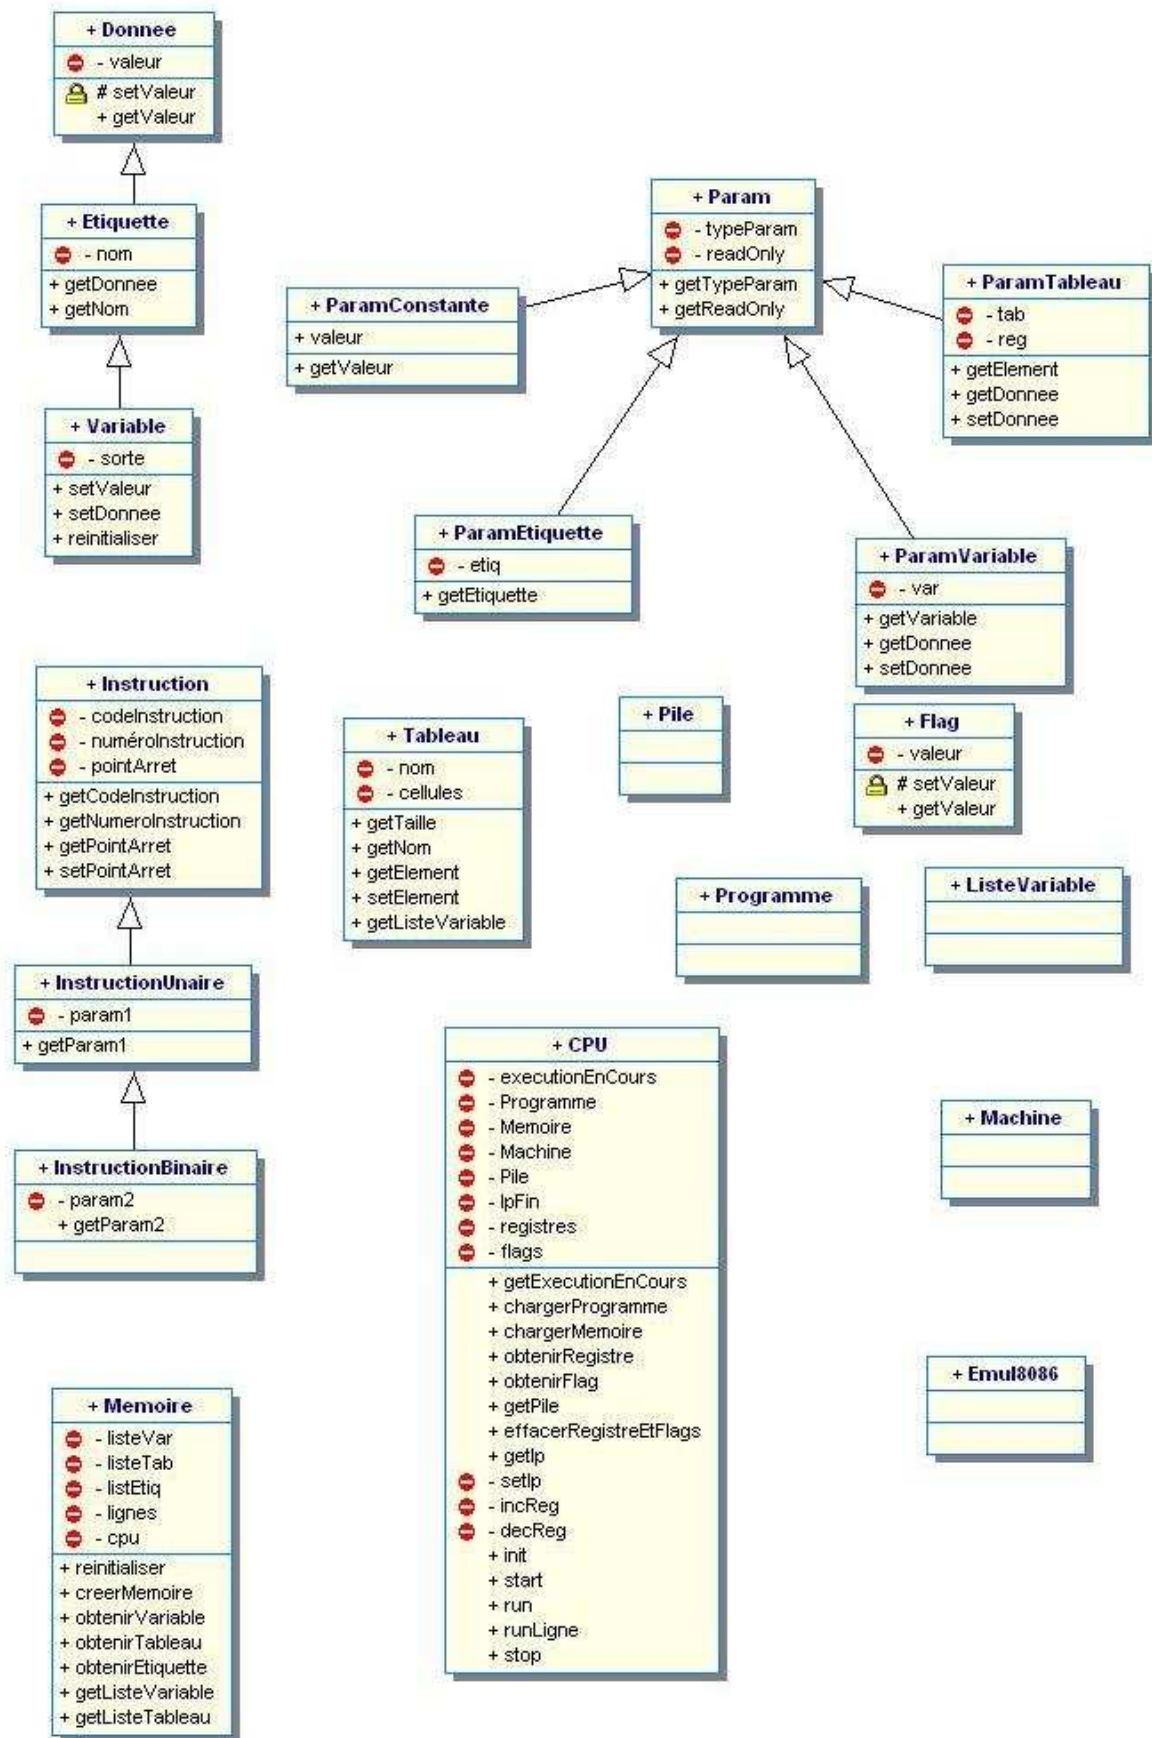 + Donnee
- valeur
# setValeur
+ getValeur
+ Etiquette
- nom
+ getDonnee
+ getNom
+ Variable
- sorte
+ setValeur
+ setDonnee
+ reinitialiser
+ Param
- typeParam
- readOnly
+ getTypeParam
+ getReadOnly
+ ParamConstante
+ valeur
+ getValeur
+ ParamTableau
- tab
- reg
+ getElement
+ getDonnee
+ setDonnee
+ ParamEtiquette
- etiq
+ getEtiquette
+ ParamVariable
- var
+ getVariable
+ getDonnee
+ setDonnee
+ Instruction
- codeInstruction
- numéroInstruction
- pointArret
+ getCodeInstruction
+ getNumeroInstruction
+ getPointArret
+ setPointArret
+ Tableau
- nom
- cellules
+ getTaille
+ getNom
+ getElement
+ setElement
+ getListeVariable
+ Pile
+ Flag
- valeur
# setValeur
+ getValeur
+ Programme
+ ListeVariable
+ InstructionUnaire
- param1
+ getParam1
+ InstructionBinaire
- param2
+ getParam2
+ CPU
- executionEnCours
- Programme
- Memoire
- Machine
- Pile
- IpFin
- registres
- flags
+ getExecutionEnCours
+ chargerProgramme
+ chargerMemoire
+ obtenirRegistre
+ obtenirFlag
+ getPile
+ effacerRegistreEtFlags
+ getIp
- setIp
- incReg
- decReg
+ init
+ start
+ run
+ runLigne
+ stop
+ Machine
+ Emul8086
+ Memoire
- listeVar
- listeTab
- listEtiq
- lignes
- cpu
+ reinitialiser
+ creerMemoire
+ obtenirVariable
+ obtenirTableau
+ obtenirEtiquette
+ getListeVariable
+ getListeTableau